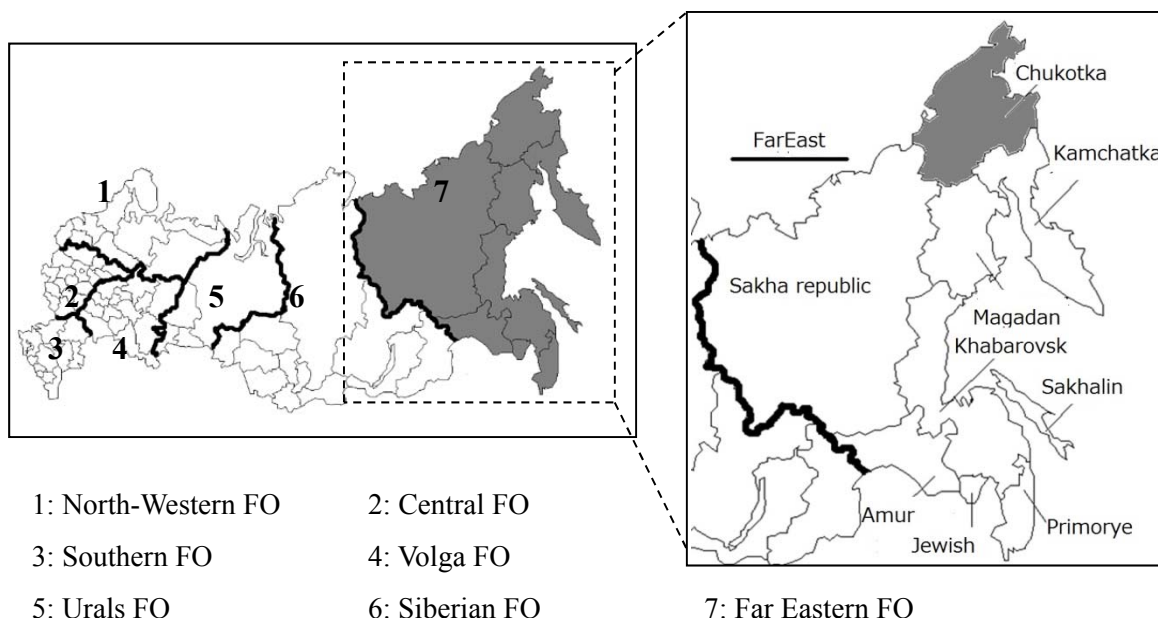 1
2
3
4
5
6
7
Chukotka
FarEast
Kamchatka
Sakha republic
Magadan
Khabarovsk
Sakhalin
Amur
Jewish
Primorye
1: North-Western FO 2: Central FO
3: Southern FO 4: Volga FO
5: Urals FO 6: Siberian FO 7: Far Eastern FO